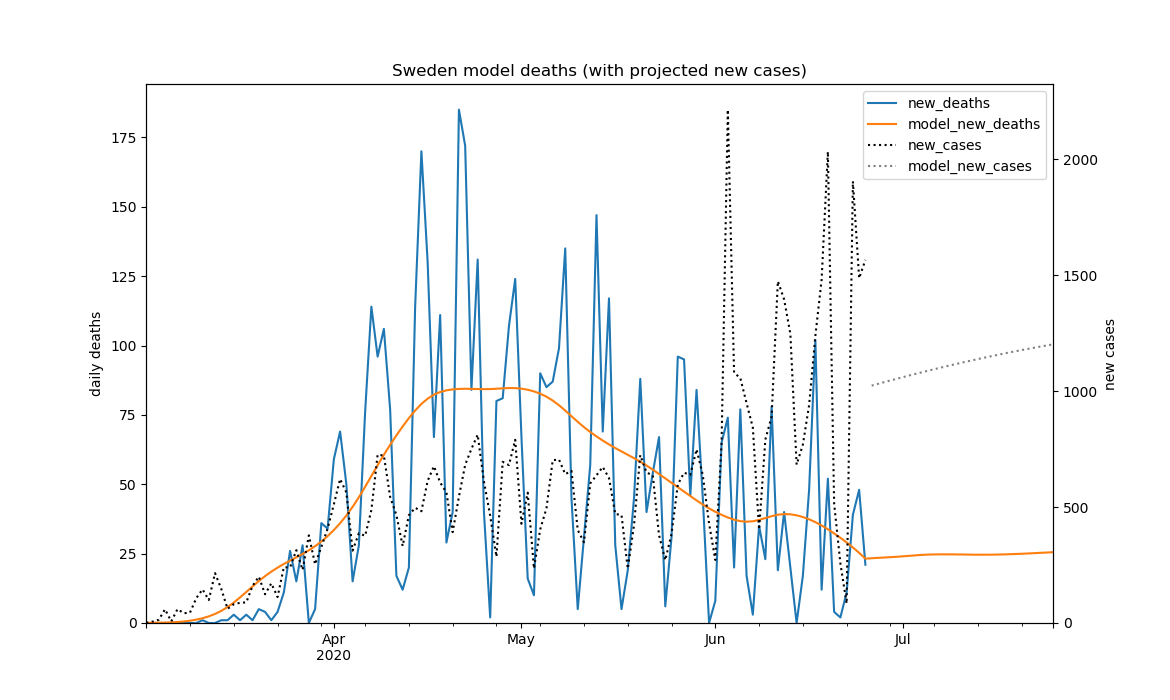 Sweden model deaths (with projected new cases)
new_deaths
model_new_deaths
new_cases
model_new_cases
175
150
125
100
75
50
25
0
daily deaths
2000
1500
1000
500
0
new cases
Apr
2020
May
Jun
Jul